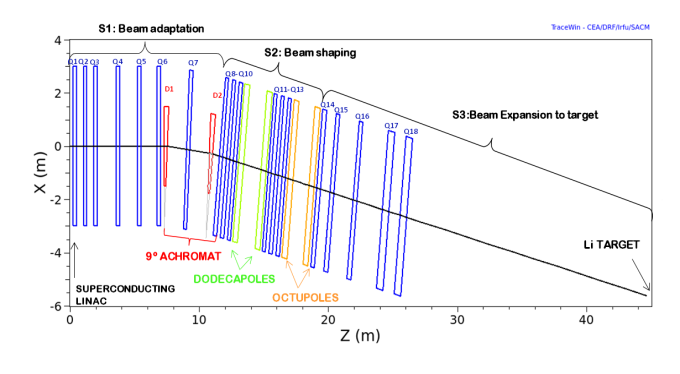 TraceWin - CEA/DRF/Irfu/SACM
S1: Beam adaptation
S2: Beam shaping
S3:Beam Expansion to target
Q1 Q2 Q3 Q4 Q5 Q6 Q7 Q8-Q10 Q11-Q13 Q14 Q15 Q16 Q17 Q18
D1 D2
4
2
0
-2
-4
-6
X (m)
9º ACHROMAT
DODECAPOLES
OCTUPOLES
SUPERCONDUCTING
LINAC
Li TARGET
0 10 20 30 40
Z (m)